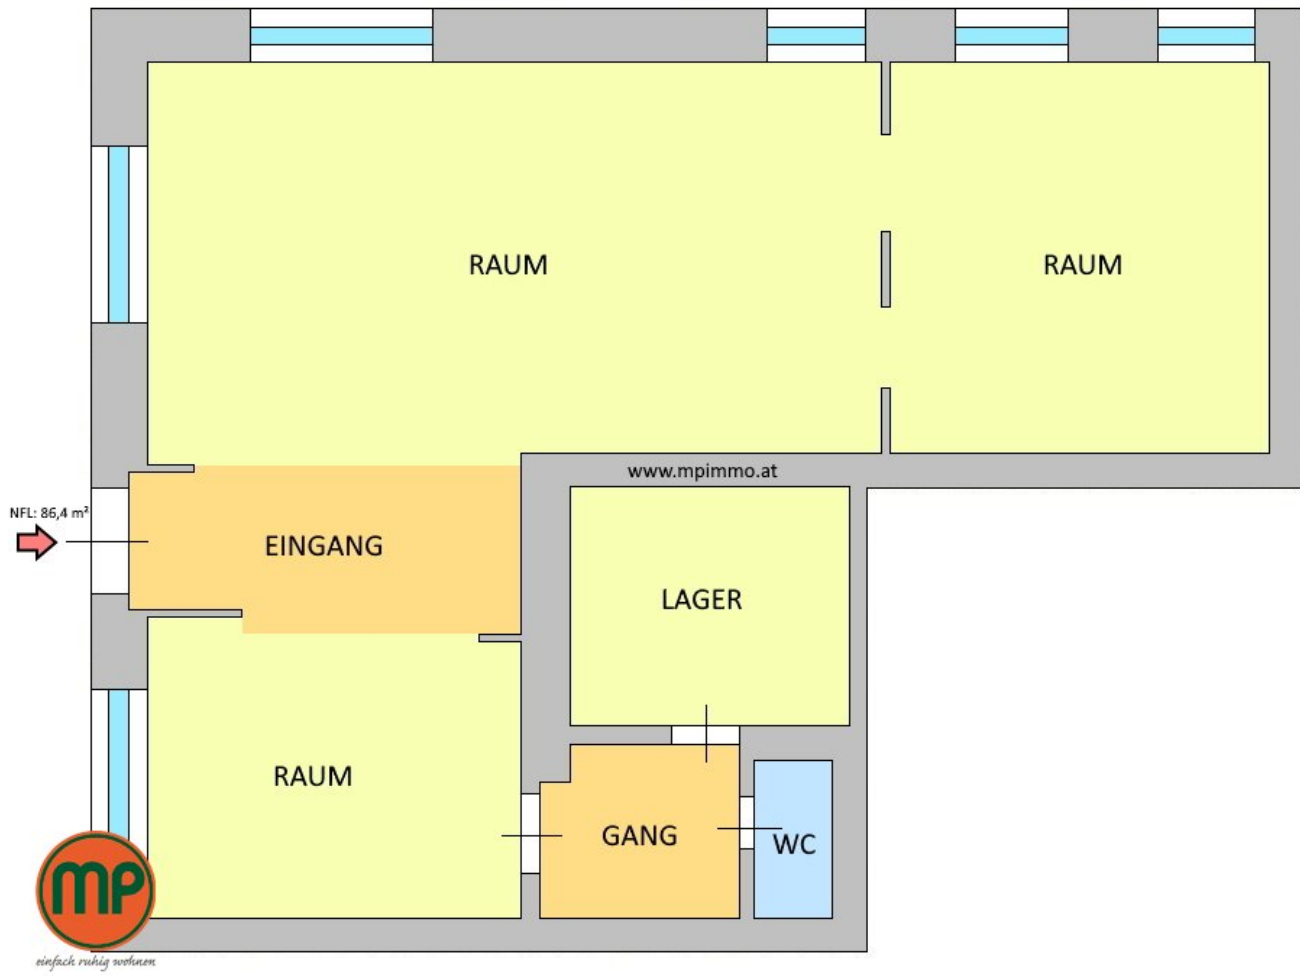 RAUM
RAUM
www.mpimmo.at
NFL: 86,4 m²
EINGANG
LAGER
RAUM
GANG
WC
mp
einfach ruhig wohnen